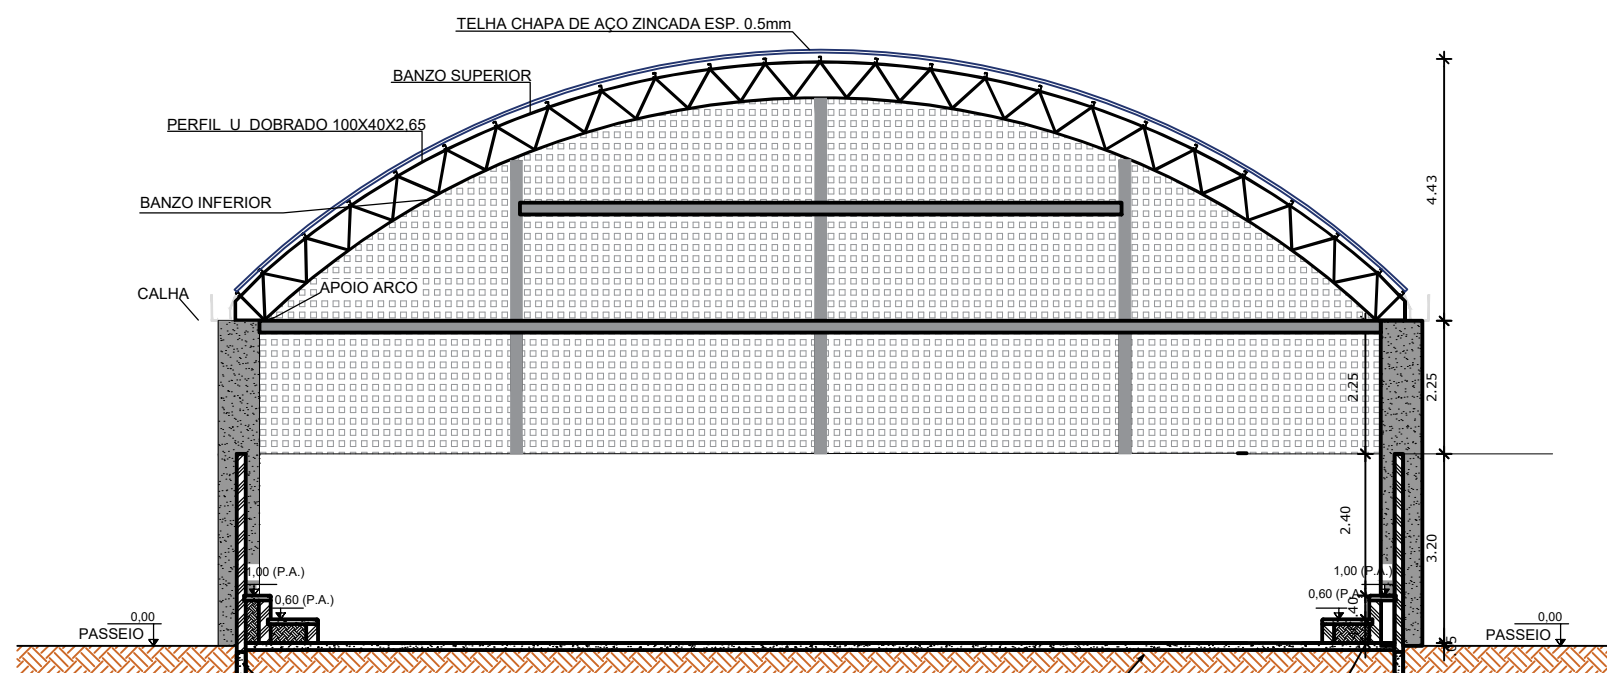 TELHA CHAPA DE AÇO ZINCADA ESP. 0.5mm
BANZO SUPERIOR
PERFIL U DOBRADO 100X40X2,65
BANZO INFERIOR
4.43
CALHA
APOIO ARCO
2.25
2.25
2.40
3.20
1,00 (P.A.)
1,00 (P.A.)
0,60 (P.A.)
0,60 (P.A.)
.40
0,00
PASSEIO
0,00
PASSEIO